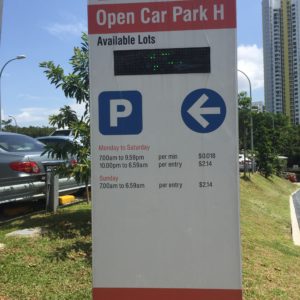 Open Car Park H
Available Lots
P
Monday to Saturday
7.00am to 9.59pm per min $0.018
10.00pm to 6.59am per entry $2.14
Sunday
7.00am to 6.59am per entry $2.14